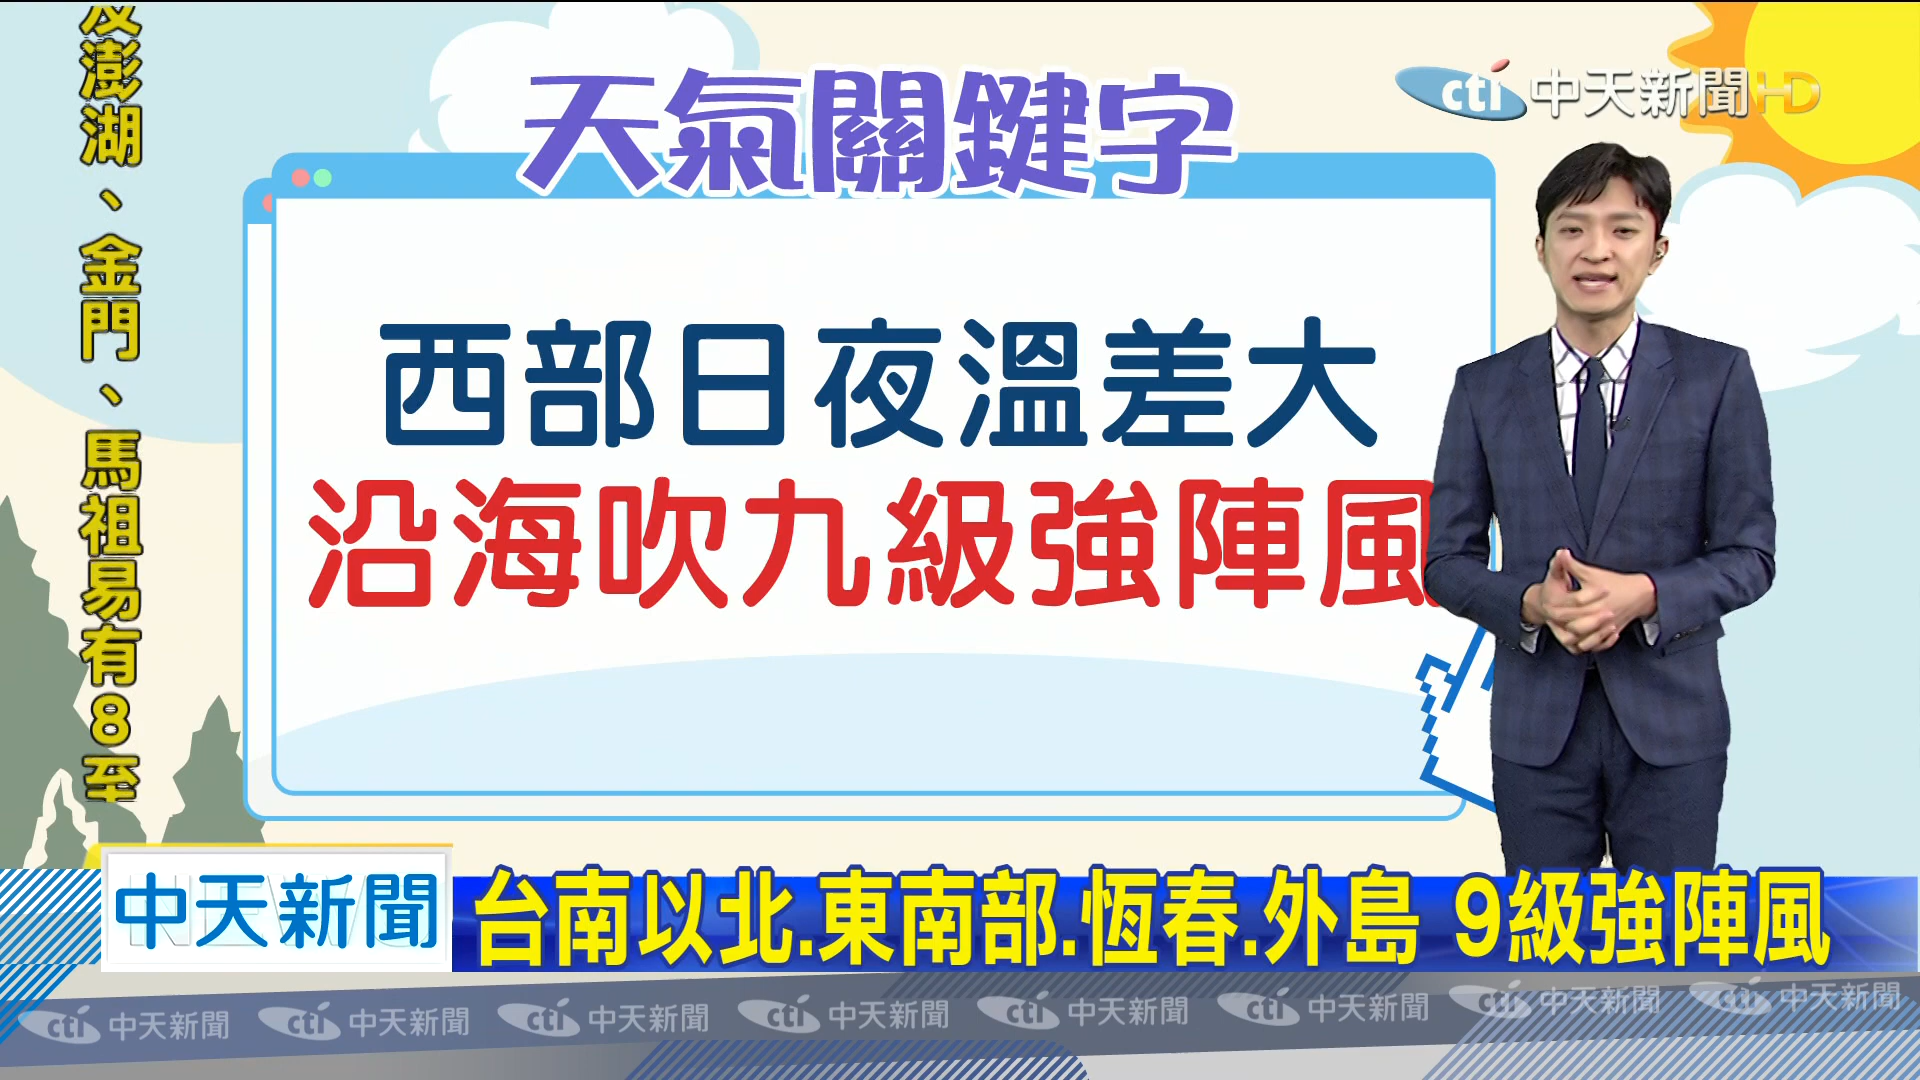 及澎湖、金門、馬祖易有8至
天氣關鍵字
cti 中天新聞HD
西部日夜溫差大
沿海吹九級強陣風
中天新聞
台南以北.東南部.恆春.外島 9級強陣風
cti 中天新聞 cti 中天新聞 cti 中天新聞 cti 中天新聞 cti 中天新聞 cti 中天新聞 cti 中天新聞 cti 中天新聞